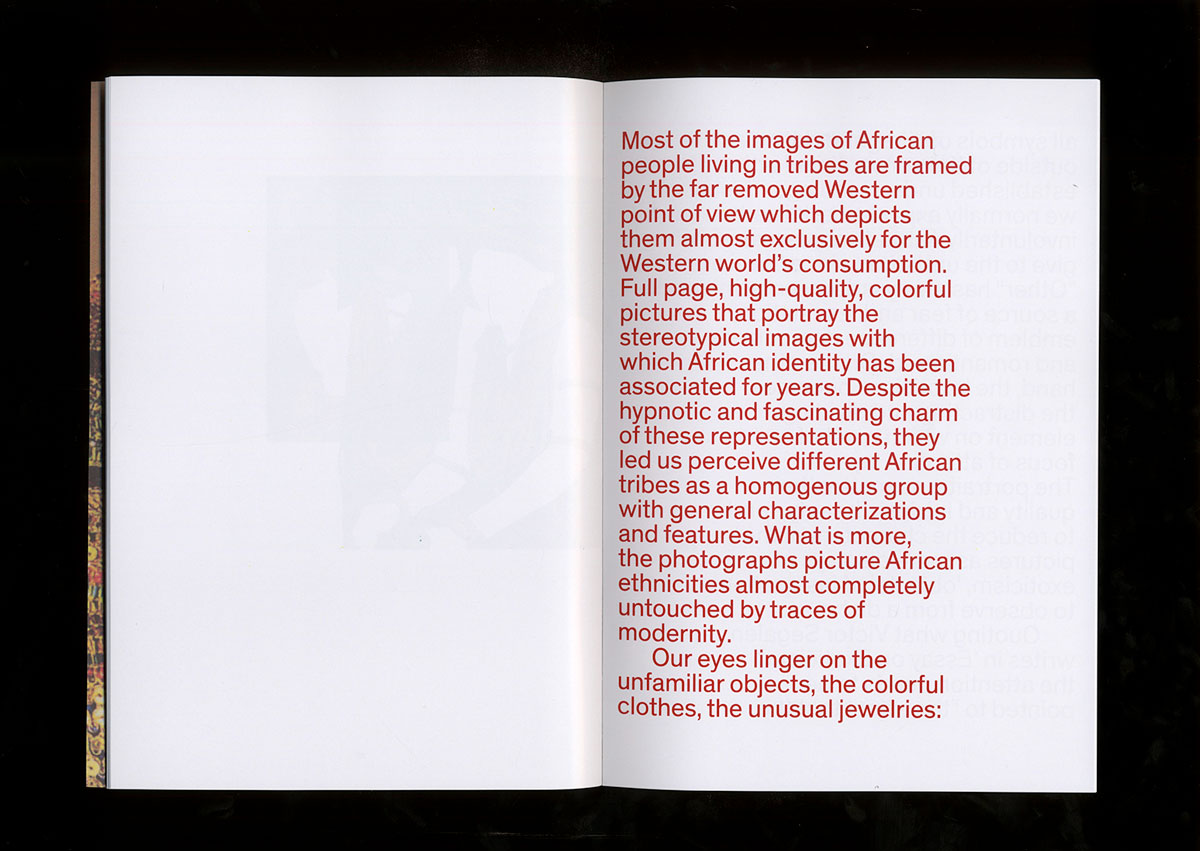 Most of the images of African
people living in tribes are framed
by the far removed Western
point of view which depicts
them almost exclusively for the
Western world's consumption.
Full page, high-quality, colorful
pictures that portray the
stereotypical images with
which African identity has been
associated for years. Despite the
hypnotic and fascinating charm
of these representations, they
led us perceive different African
tribes as a homogenous group
with general characterizations
and features. What is more,
the photographs picture African
ethnicities almost completely
untouched by traces of
modernity.
Our eyes linger on the
unfamiliar objects, the colorful
clothes, the unusual jewelries: